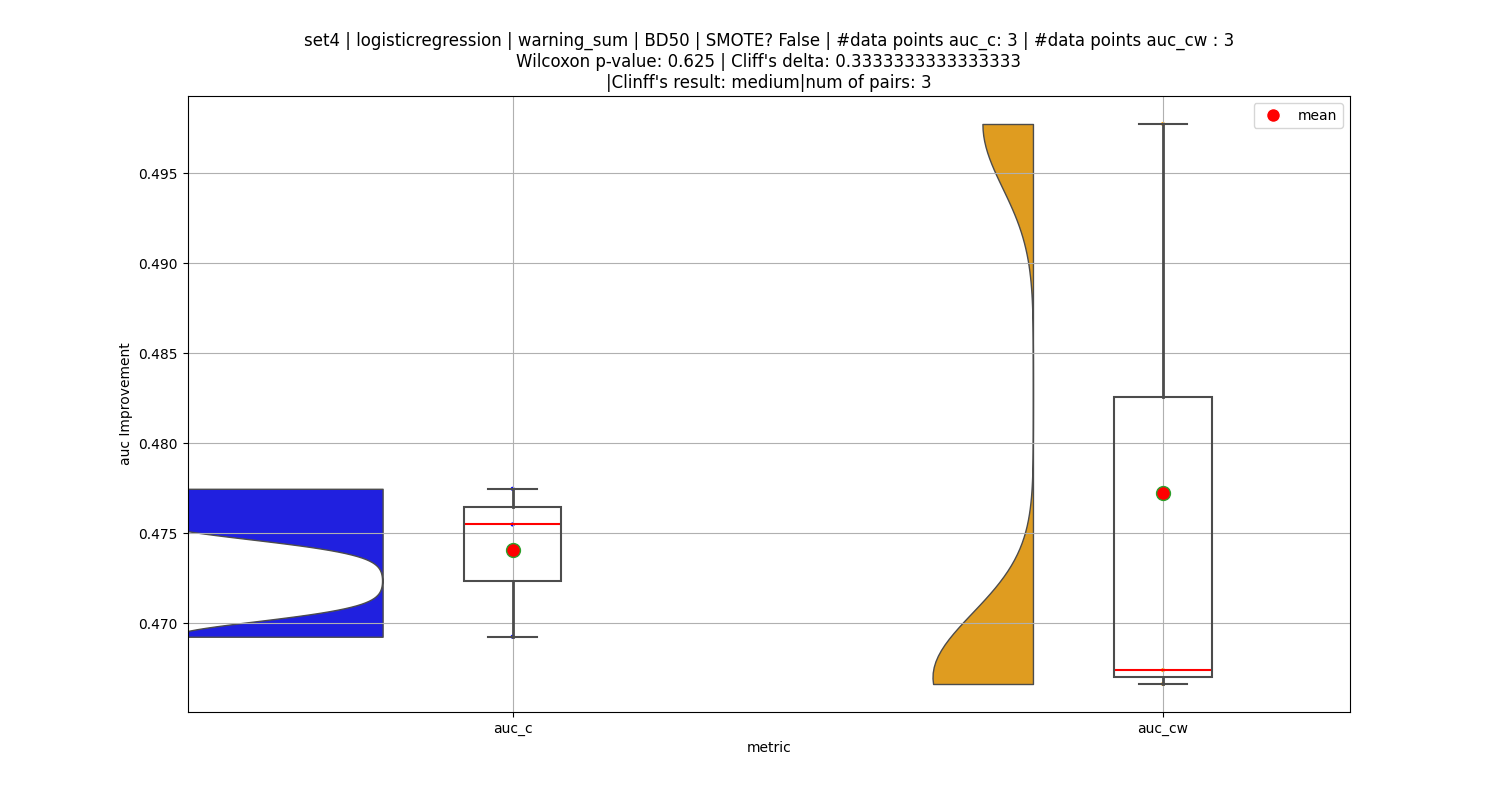 set4 | logisticregression | warning_sum | BD50 | SMOTE? False | #data points auc_c: 3 | #data points auc_cw : 3
Wilcoxon p-value: 0.625 | Cliff's delta: 0.3333333333333333
|Clinff's result: medium|num of pairs: 3
mean
0.495
0.490
0.485
0.480
0.475
0.470
auc Improvement
auc_c
auc_cw
metric